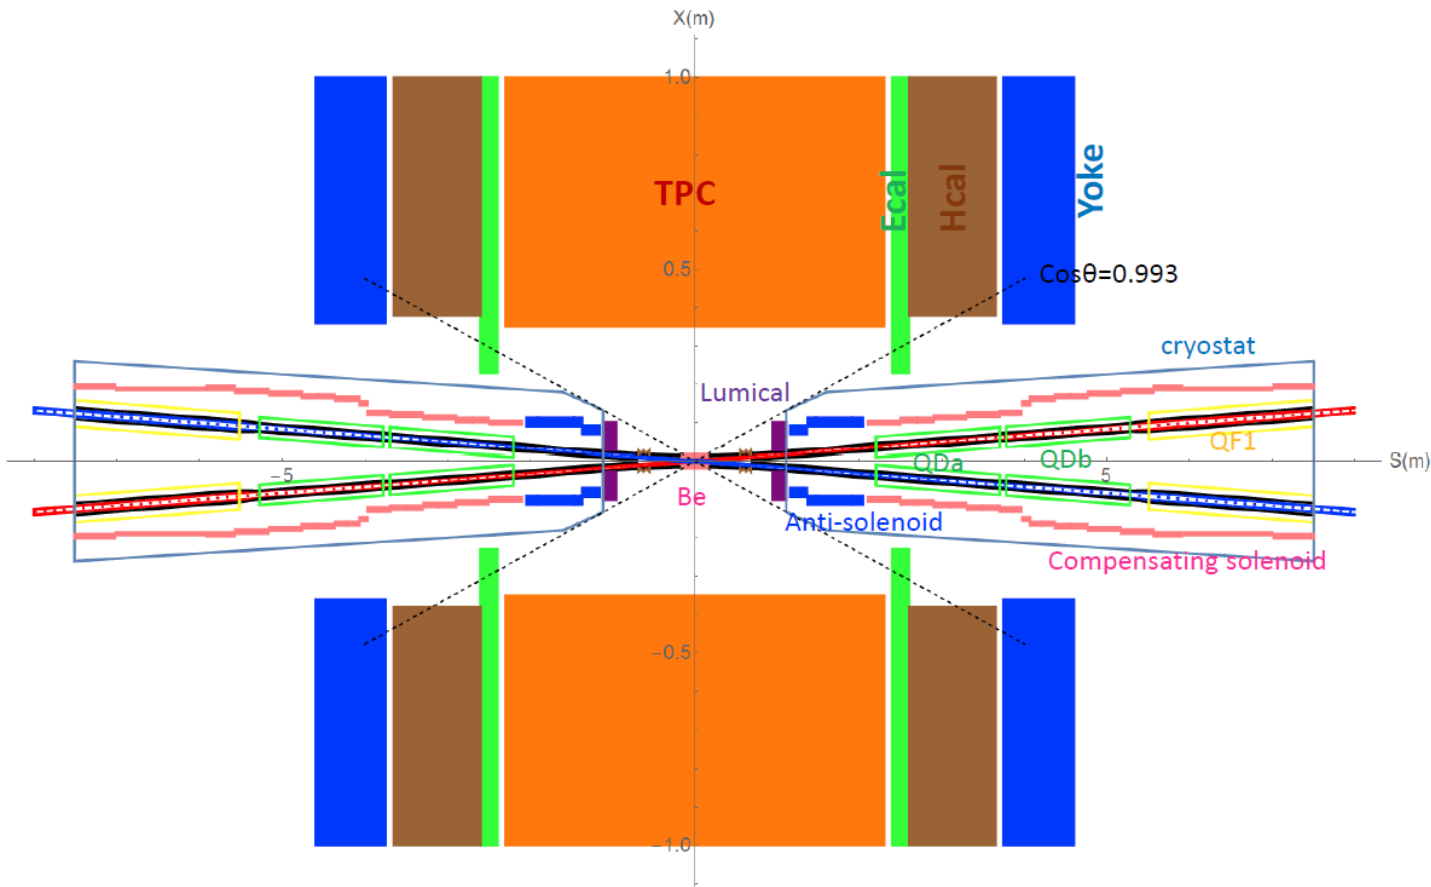 X(m)
1.0
TPC
Ecal
Hcal
Yoke
0.5
Cosθ=0.993
cryostat
Lumical
QF1
QDa
QDb
−5
5
S(m)
Be
Anti-solenoid
Compensating solenoid
−0.5
−1.0